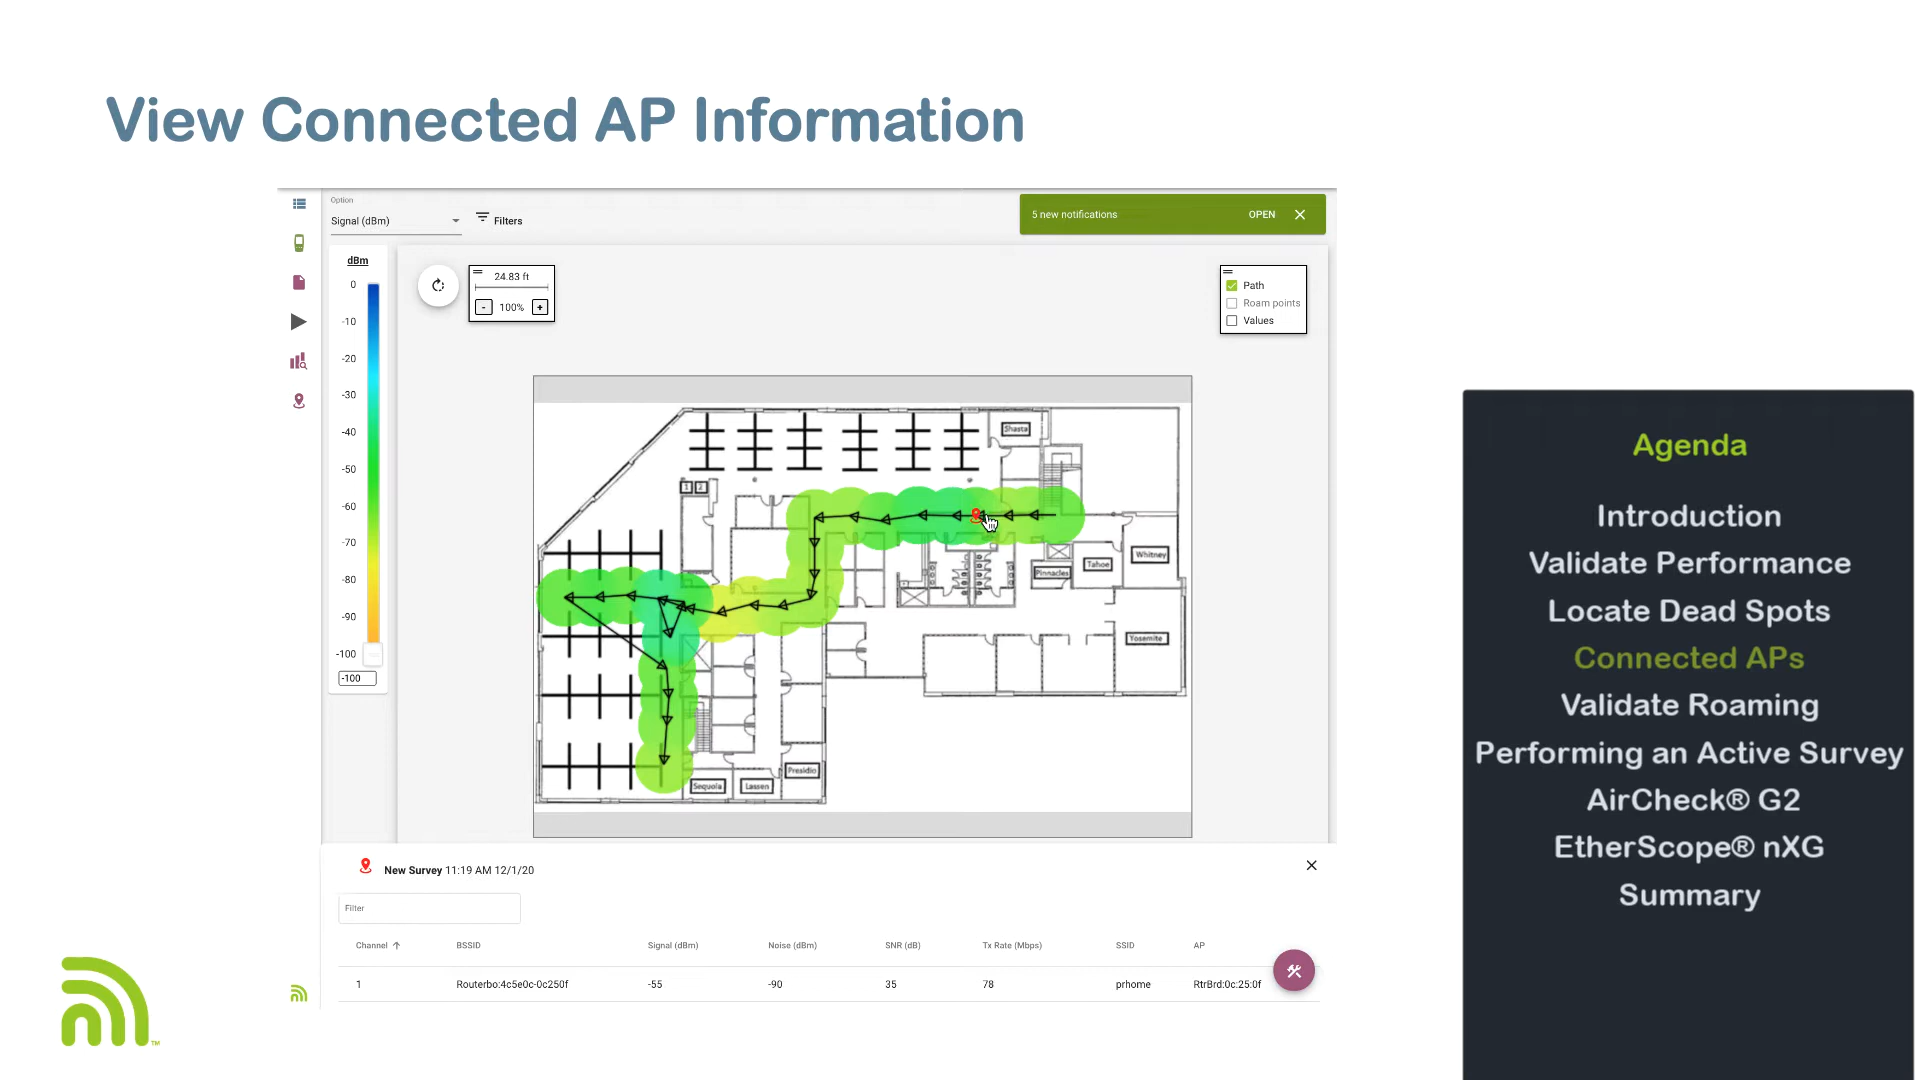 View Connected AP Information
Option
Signal (dBm)
Filters
5 new notifications
OPEN
dBm
0
-10
-20
-30
-40
-50
-60
-70
-80
-90
-100
-100
24.83 ft
- 100% +
Path
Roam points
Values
Shasta
1 2
Whitney
Tahoe
Pinnacles
Yosemite
Presidio
Sequoia
Lassen
New Survey 11:19 AM 12/1/20
Filter
Channel BSSID Signal (dBm) Noise (dBm) SNR (dB) Tx Rate (Mbps) SSID AP
1 Routerbo:4c5e0c-0c250f -55 -90 35 78 prhome RtrBrd:0c:25:0f
Agenda
Introduction
Validate Performance
Locate Dead Spots
Connected APs
Validate Roaming
Performing an Active Survey
AirCheck® G2
EtherScope® nXG
Summary
TM